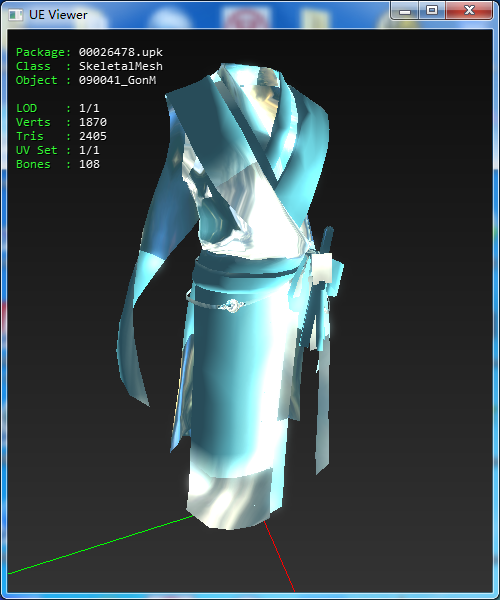 UE Viewer
Package: 00026478.upk
Class : SkeletalMesh
Object : 090041_GonM
LOD : 1/1
Verts : 1870
Tris : 2405
UV Set : 1/1
Bones : 108